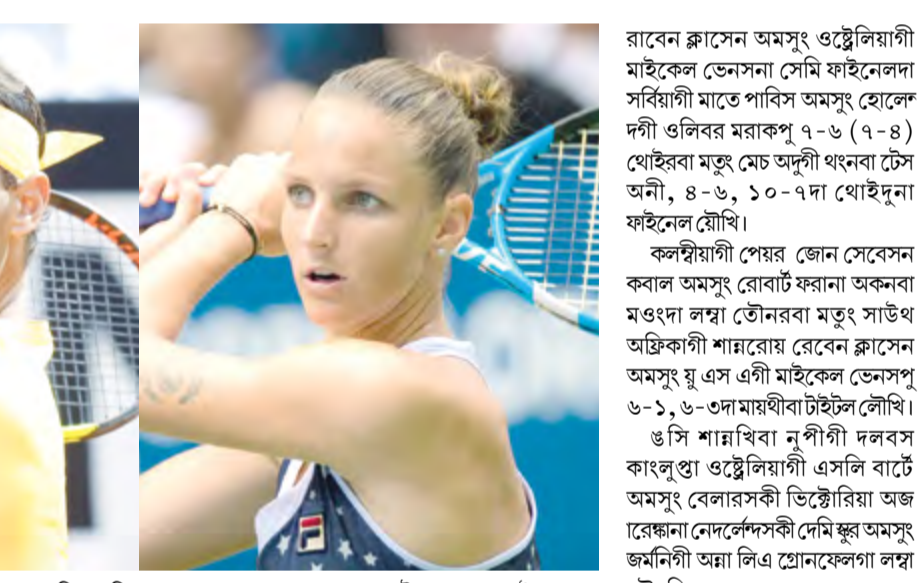 রাবেন ক্লাসেন অমসুং ওষ্ট্রেলিয়াগী
মাইকেল ভেনসনা সেমি ফাইনেলদা
সর্বিয়াগী মাতে পাবিস অমসুং হোলেন্
দগী ওলিবর মরাকপু ৭-৬ (৭-৪)
থোইরবা মতুং মেচ অদুগী থংনবা টেস
অনী, ৪-৬, ১০-৭দা থোইদুনা
ফাইনেল য়ৌখি।
কলম্বীয়াগী পেয়র জোন সেবেসন
কবাল অমসুং রোবার্ট ফরানা অকনবা
মওংদা লম্বা তৌনরবা মতুং সাউথ
অফ্রিকাগী শান্নরোয় রেবেন ক্লাসেন
অমসুং য়ু এস এগী মাইকেল ভেনসপু
৬-১, ৬-৩দা মায়থীবা টাইটল লৌখি।
ঙসি শান্নখিবা নুপীগী দলবস
কাংলুপ্তা ওষ্ট্রেলিয়াগী এসলি বার্টে
অমসুং বেলারসকী ভিক্টোরিয়া অজ
ারেঙ্কানা নেদর্লেন্দসকী দেমি স্কুর অমসুং
জর্মনিগী অন্না লিএ গ্রোনফেলগা লম্বা
FILA